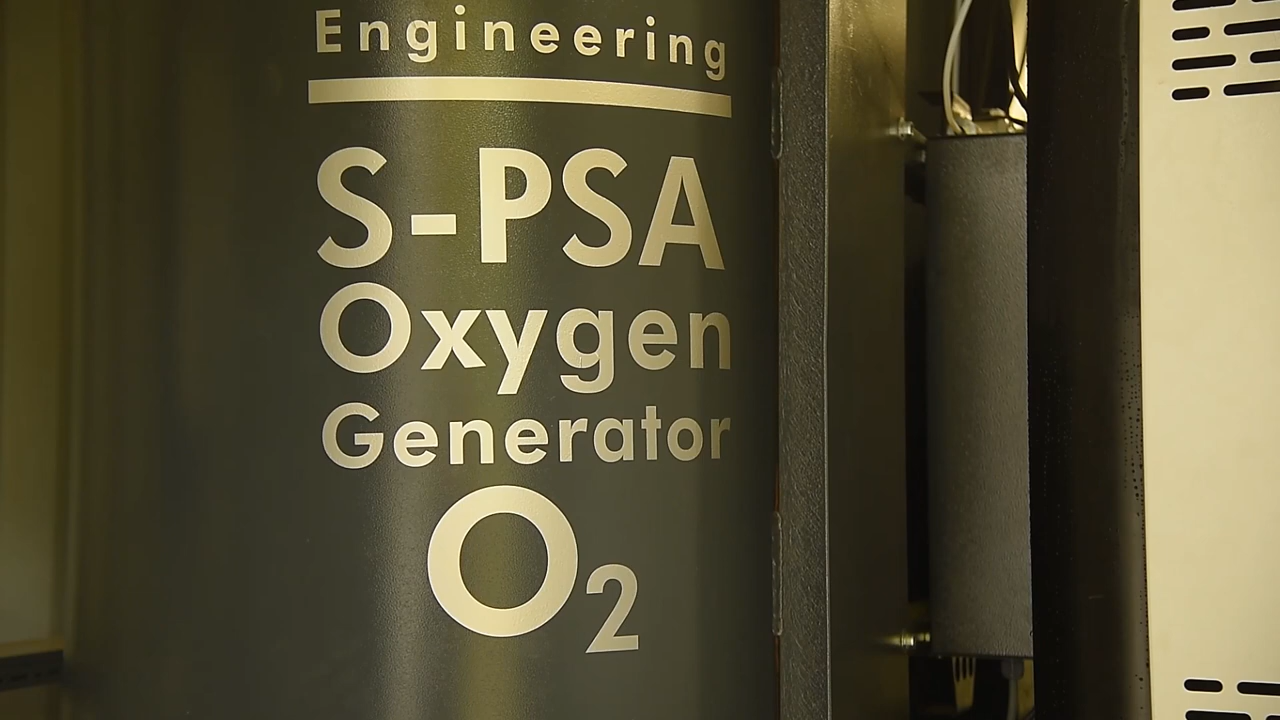 Engineering
S-PSA
Oxygen
Generator
O₂